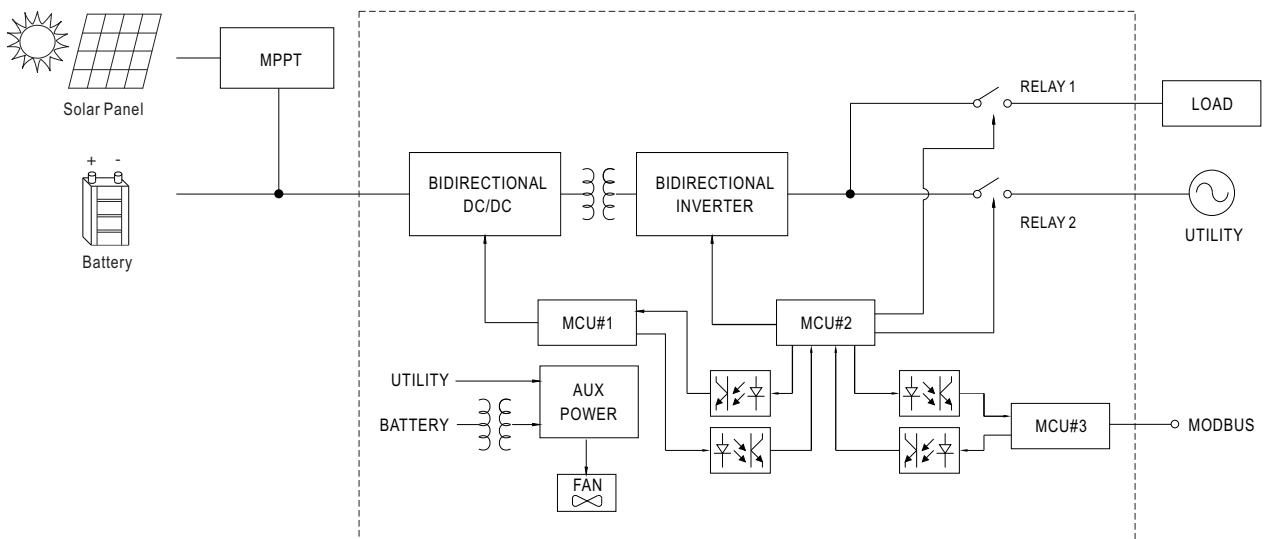 MPPT
Solar Panel
RELAY 1
LOAD
+ -
BIDIRECTIONAL
DC/DC
BIDIRECTIONAL
INVERTER
RELAY 2
UTILITY
Battery
MCU#1
MCU#2
UTILITY
BATTERY
AUX
POWER
MCU#3
MODBUS
FAN